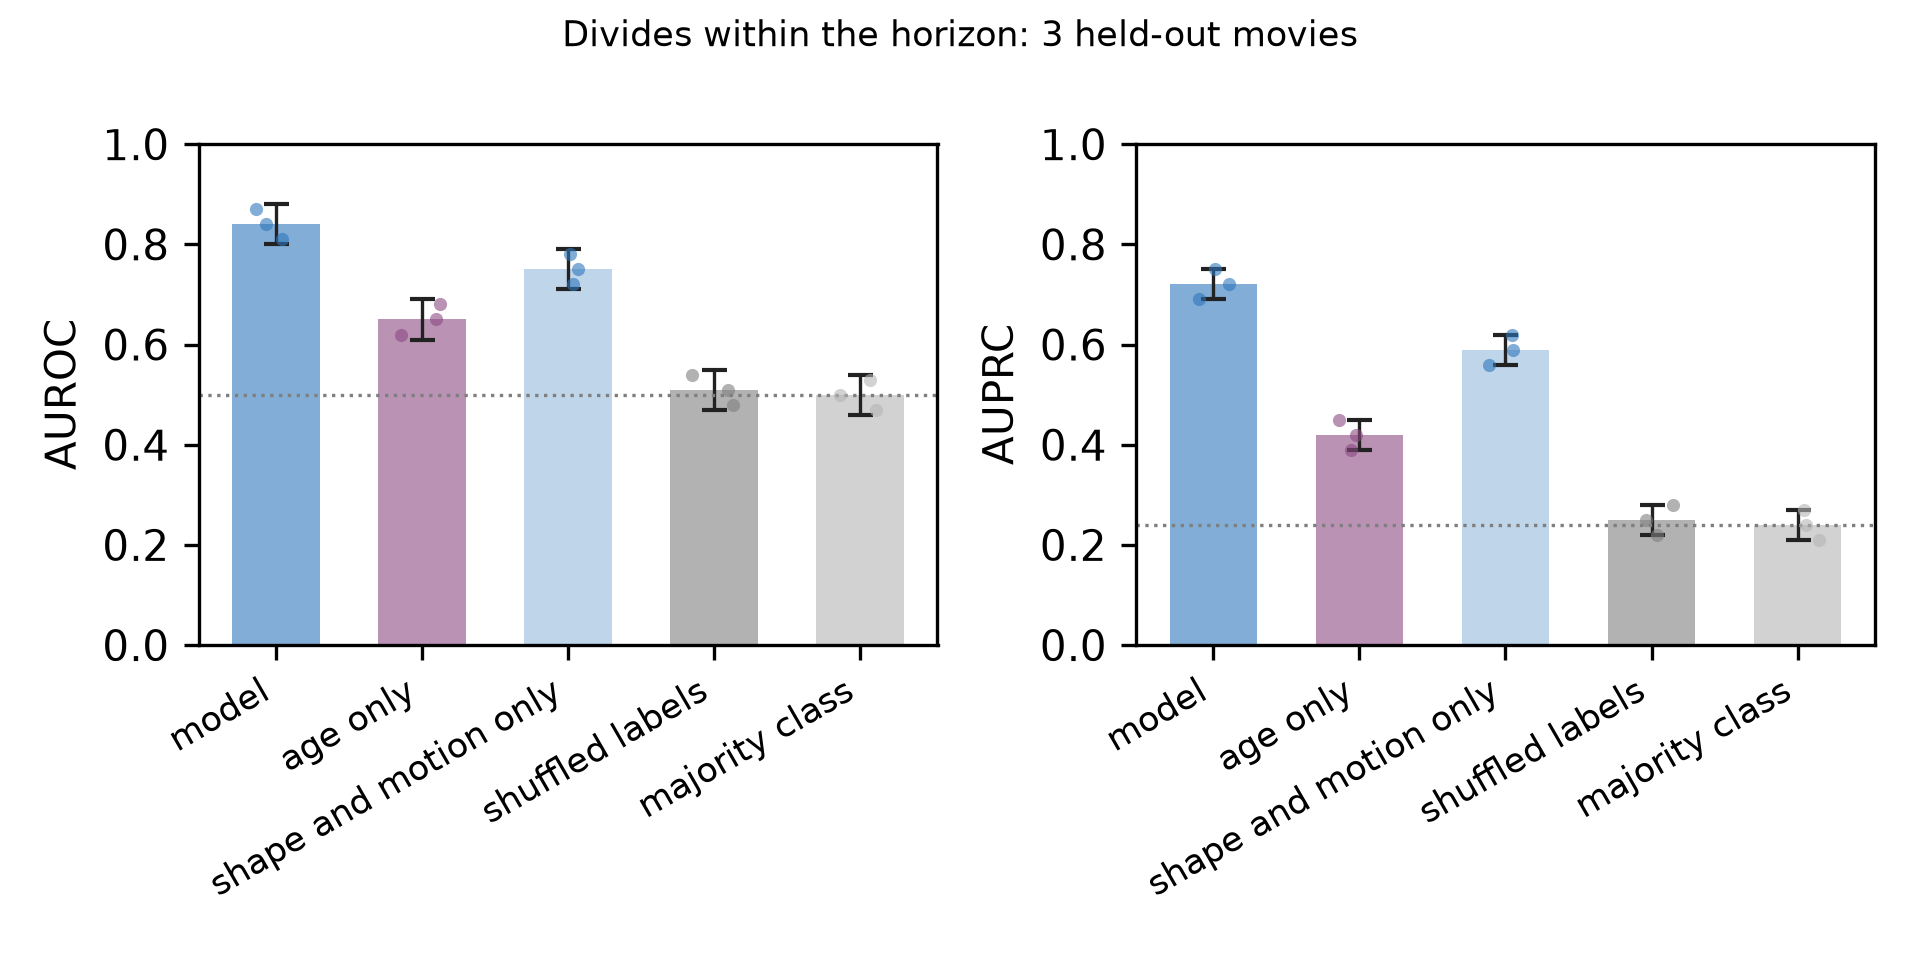 Divides within the horizon: 3 held-out movies
AUROC
1.0
0.8
0.6
0.4
0.2
0.0
model
age only
shape and motion only
shuffled labels
majority class
AUPRC
1.0
0.8
0.6
0.4
0.2
0.0
model
age only
shape and motion only
shuffled labels
majority class